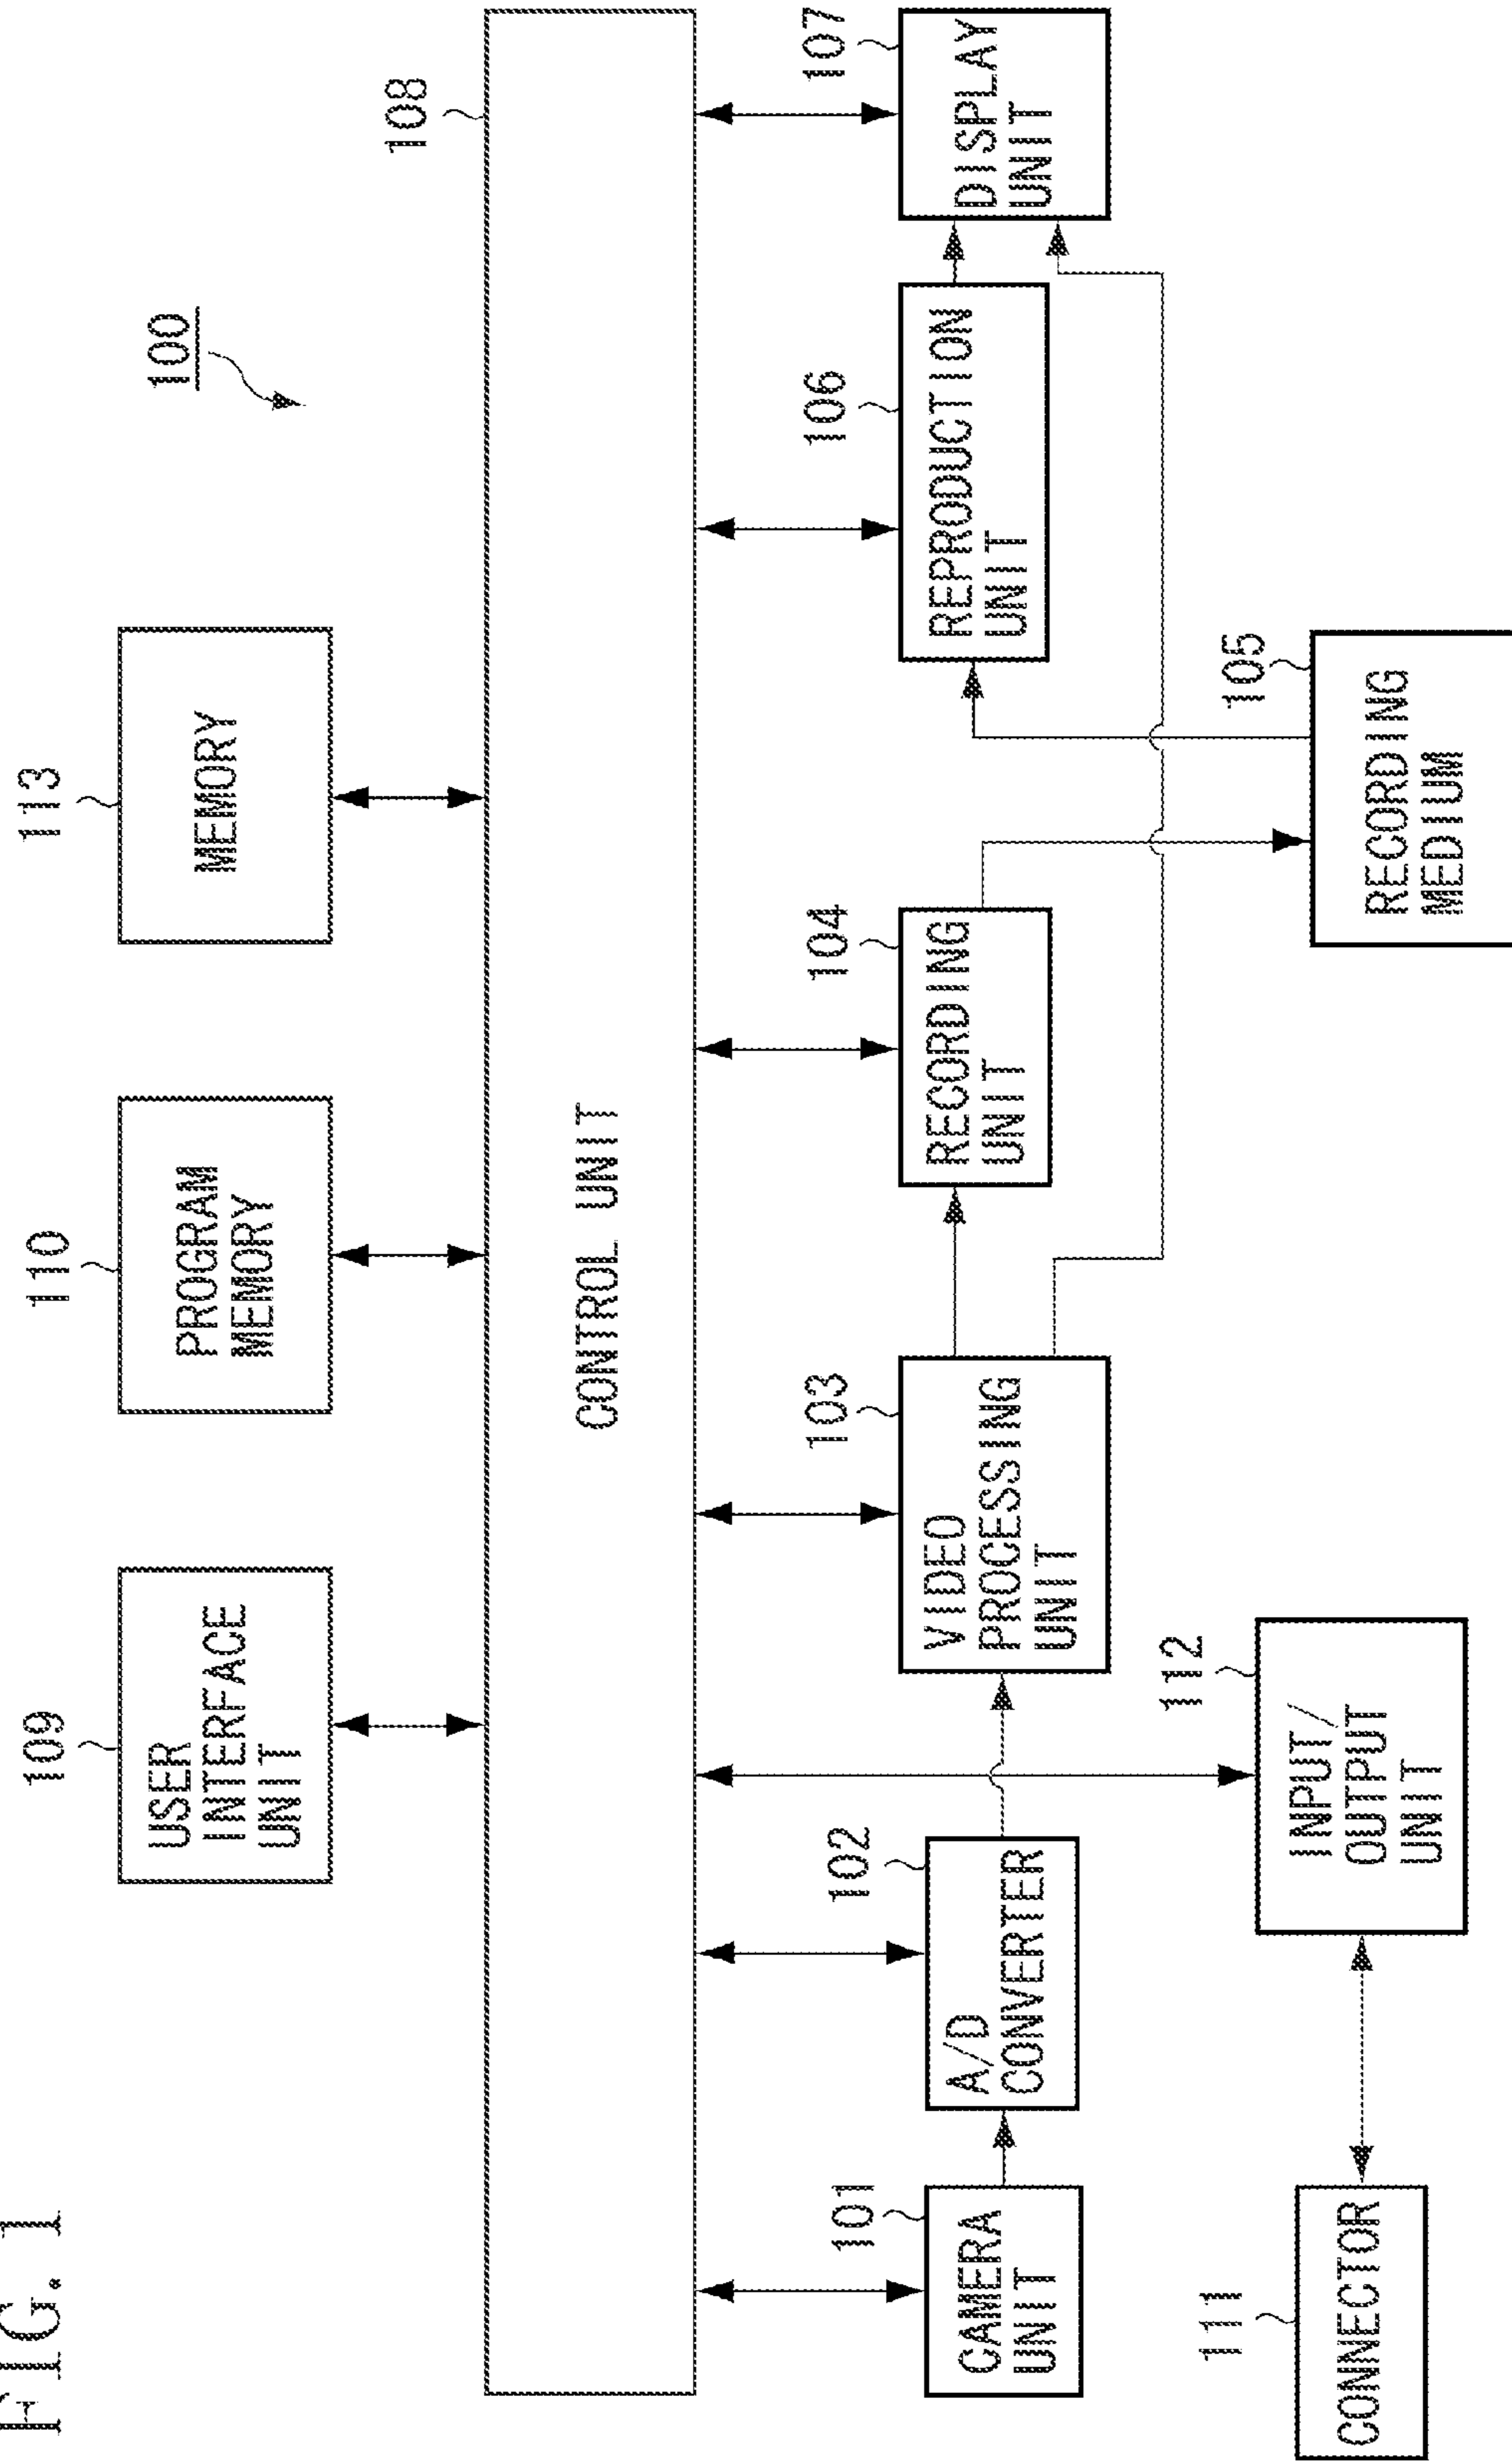 FIG. 1
100
109
USER
INTERFACE
UNIT
110
PROGRAM
MEMORY
113
MEMORY
108
CONTROL UNIT
101
CAMERA
UNIT
102
A/D
CONVERTER
103
VIDEO
PROCESSING
UNIT
104
RECORDING
UNIT
106
REPRODUCTION
UNIT
107
DISPLAY
UNIT
111
CONNECTOR
112
INPUT/
OUTPUT
UNIT
105
RECORDING
MEDIUM